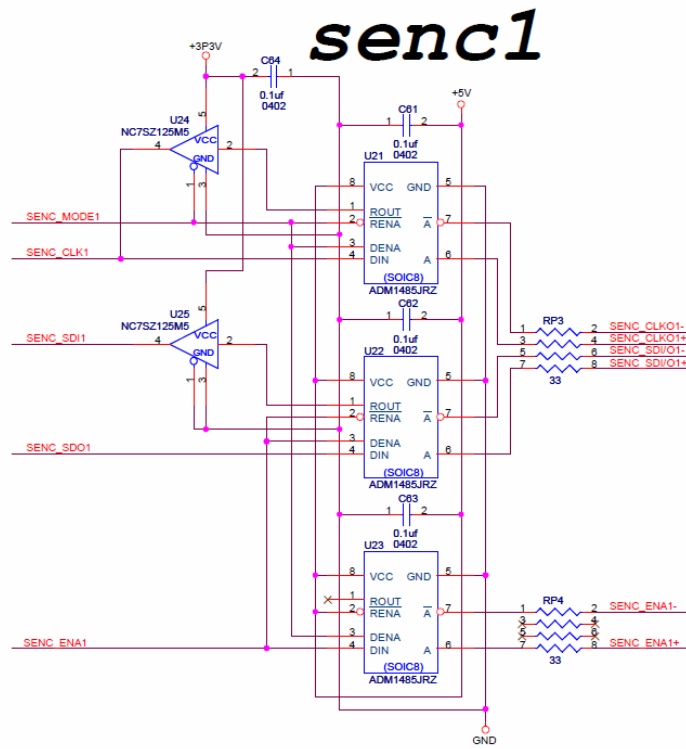 senc1
+3P3V
C64
2 1
0.1uf
0402
+5V
U24
NC7SZ125M5
5
VCC
4 2
GND
1 3
C61
1 2
0.1uf
0402
U21
8 VCC GND 5
1 ROUT
2 RENA A 7
3 DENA
4 DIN A 6
(SOIC8)
ADM1485JRZ
SENC_MODE1
SENC_CLK1
U25
NC7SZ125M5
5
VCC
4 2
GND
1 3
SENC_SDI1
C62
1 2
0.1uf
0402
U22
8 VCC GND 5
1 ROUT
2 RENA A 7
3 DENA
4 DIN A 6
(SOIC8)
ADM1485JRZ
SENC_SDO1
RP3
1 2 SENC_CLKO1-
3 4 SENC_CLKO1+
5 6 SENC_SDI/O1-
7 8 SENC_SDI/O1+
33
C63
1 2
0.1uf
0402
U23
8 VCC GND 5
1 ROUT
2 RENA A 7
3 DENA
4 DIN A 6
(SOIC8)
ADM1485JRZ
SENC_ENA1
RP4
1 2 SENC_ENA1-
3 4
5 6
7 8 SENC_ENA1+
33
GND